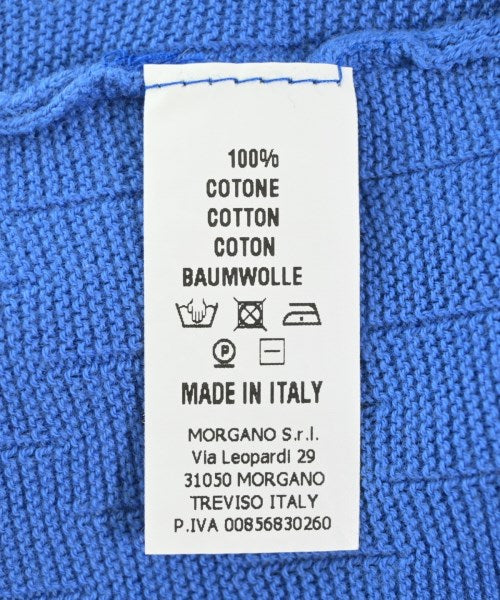 100%
COTONE
COTTON
COTON
BAUMWOLLE
P
MADE IN ITALY
MORGANO S.r.l.
Via Leopardi 29
31050 MORGANO
TREVISO ITALY
P.IVA 00856830260